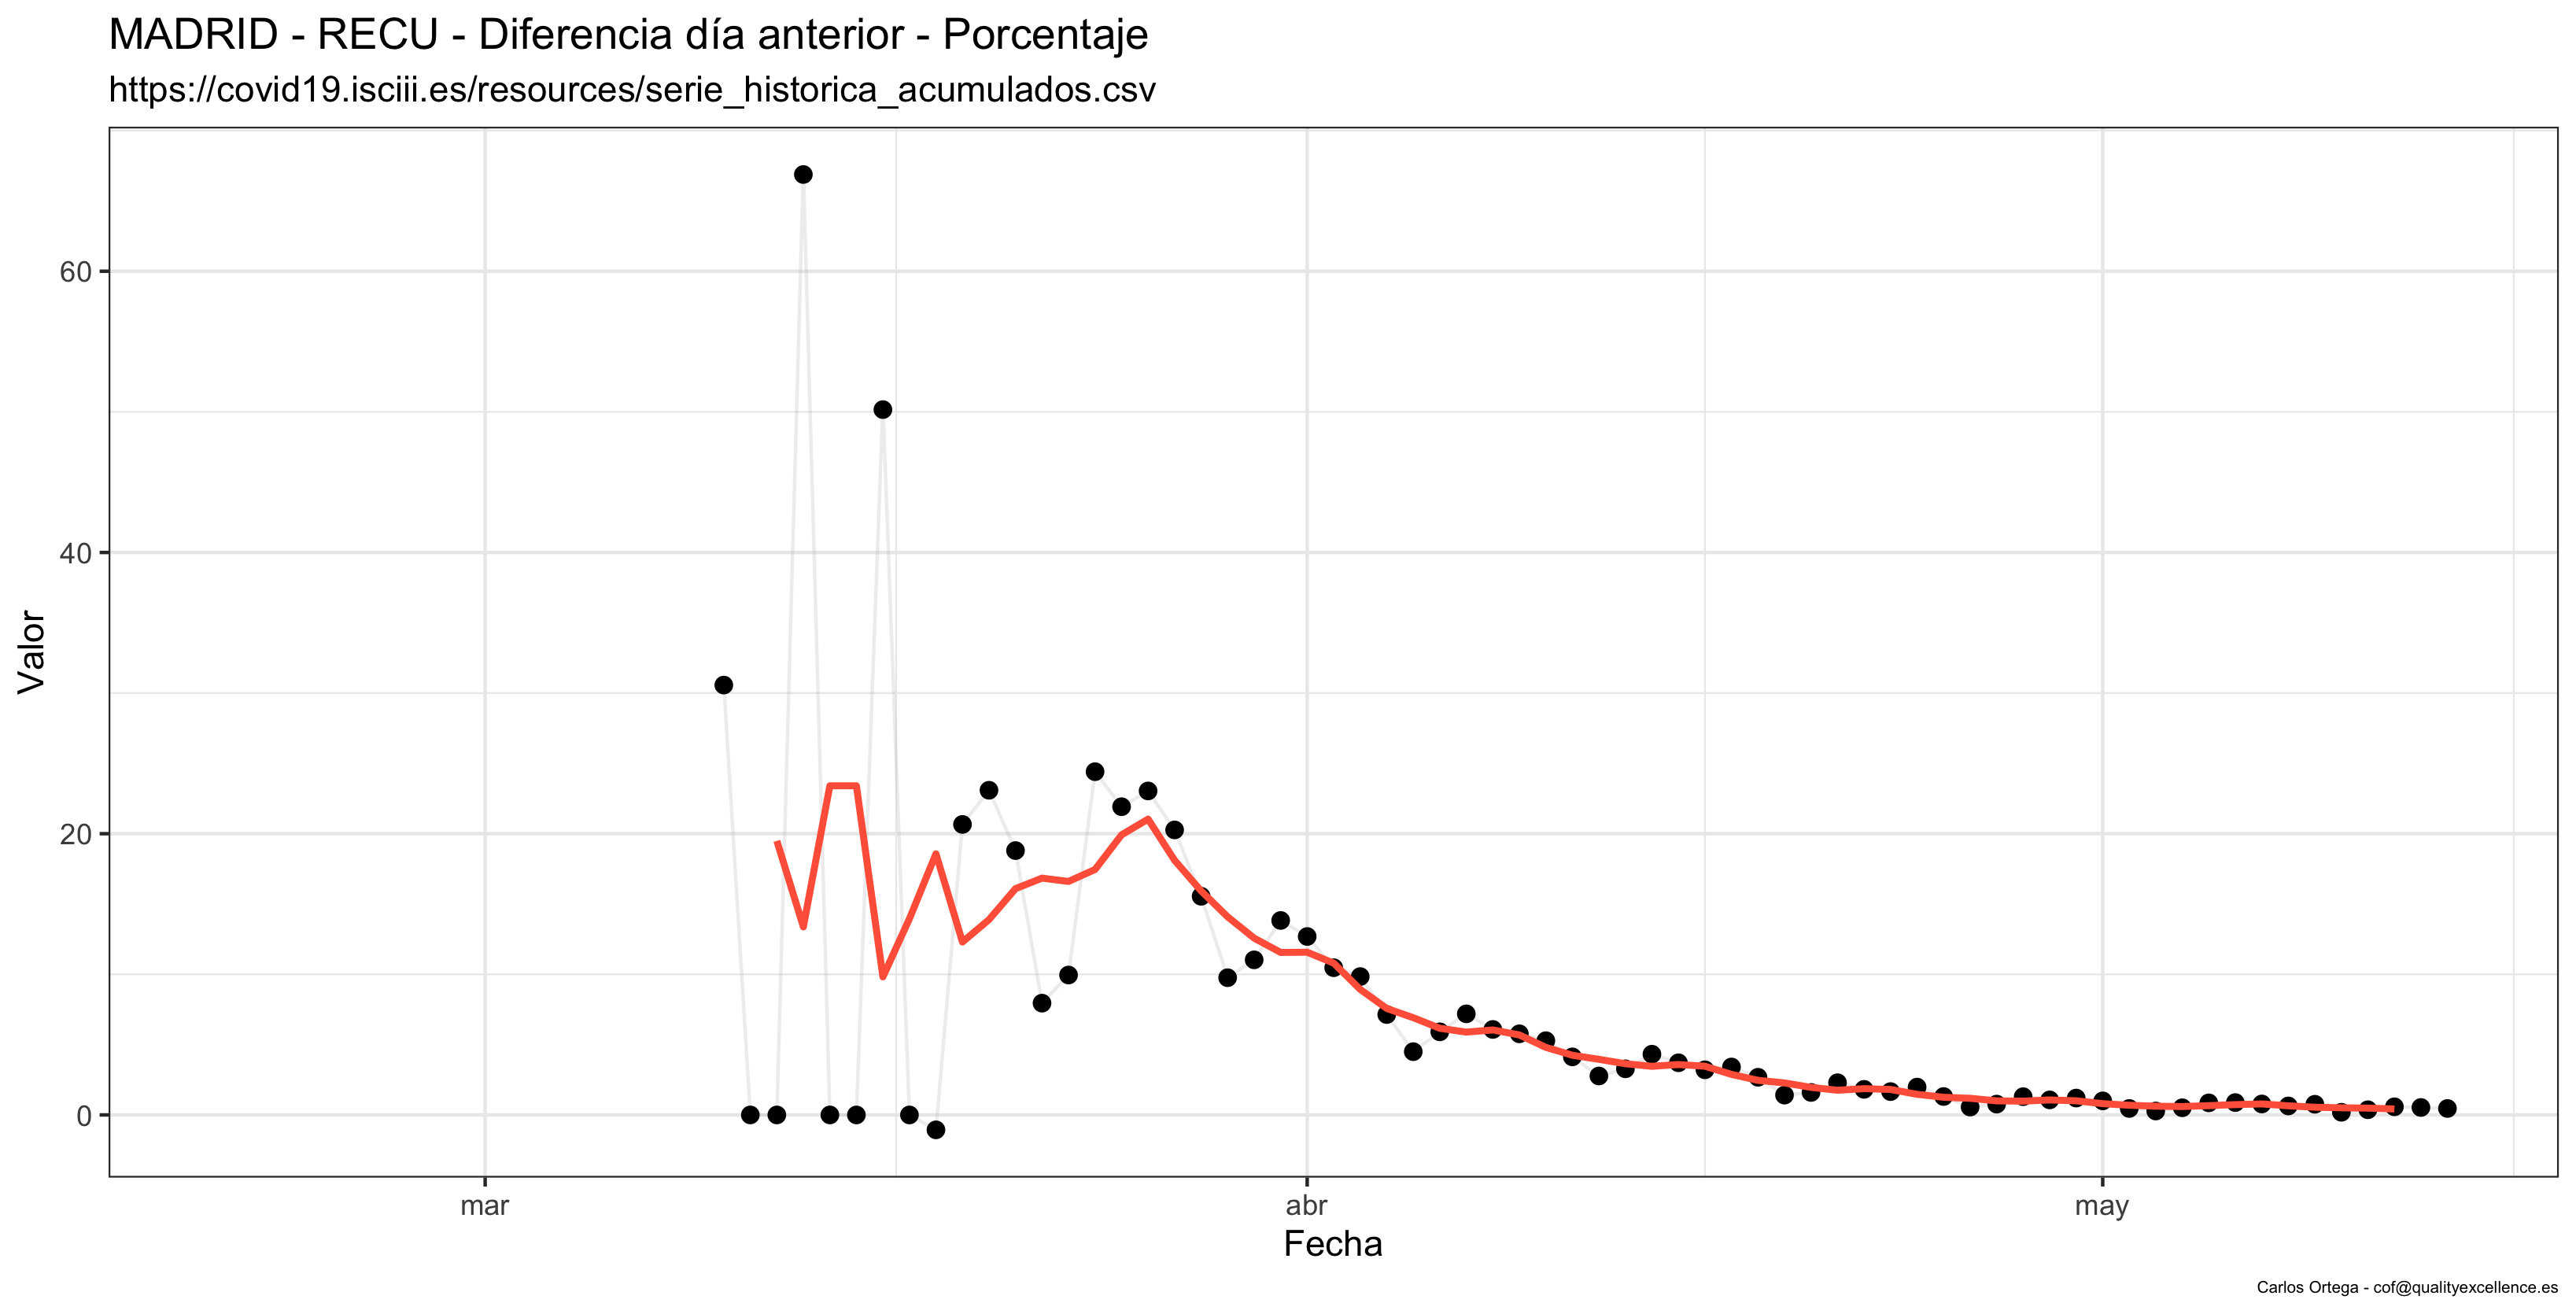 MADRID - RECU - Diferencia día anterior - Porcentaje
https://covid19.isciii.es/resources/serie_historica_acumulados.csv
Valor
60
40
20
0
mar
abr
may
Fecha
Carlos Ortega - cof@qualityexcellence.es